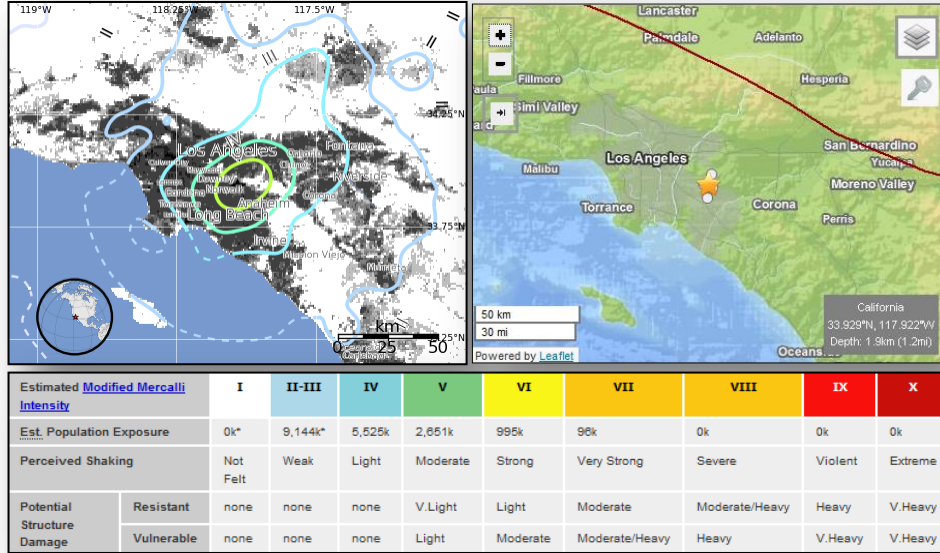 119°W
118.25°W
117.5°W
34.25°N
Los Angeles
Fontana
Riverside
Downey
Norwalk
Anaheim
Long Beach
33.75°N
Irvine
Mission Viejo
Murrieta
km
0 25 50
Lancaster
Palmdale
Adelanto
Fillmore
Hesperia
Simi Valley
San Bernardino
Los Angeles
Yucaipa
Malibu
Moreno Valley
Torrance
Corona
Perris
50 km
30 mi
California
33.929°N, 117.922°W
Depth: 1.9km (1.2mi)
Powered by Leaflet
Estimated Modified Mercalli Intensity I II-III IV V VI VII VIII IX X
Est. Population Exposure 0k* 9,144k* 5,525k 2,651k 995k 96k 0k 0k 0k
Perceived Shaking Not Felt Weak Light Moderate Strong Very Strong Severe Violent Extreme
Potential Structure Damage Resistant none none none V.Light Light Moderate Moderate/Heavy Heavy V.Heavy
Vulnerable none none none Light Moderate Moderate/Heavy Heavy V.Heavy V.Heavy